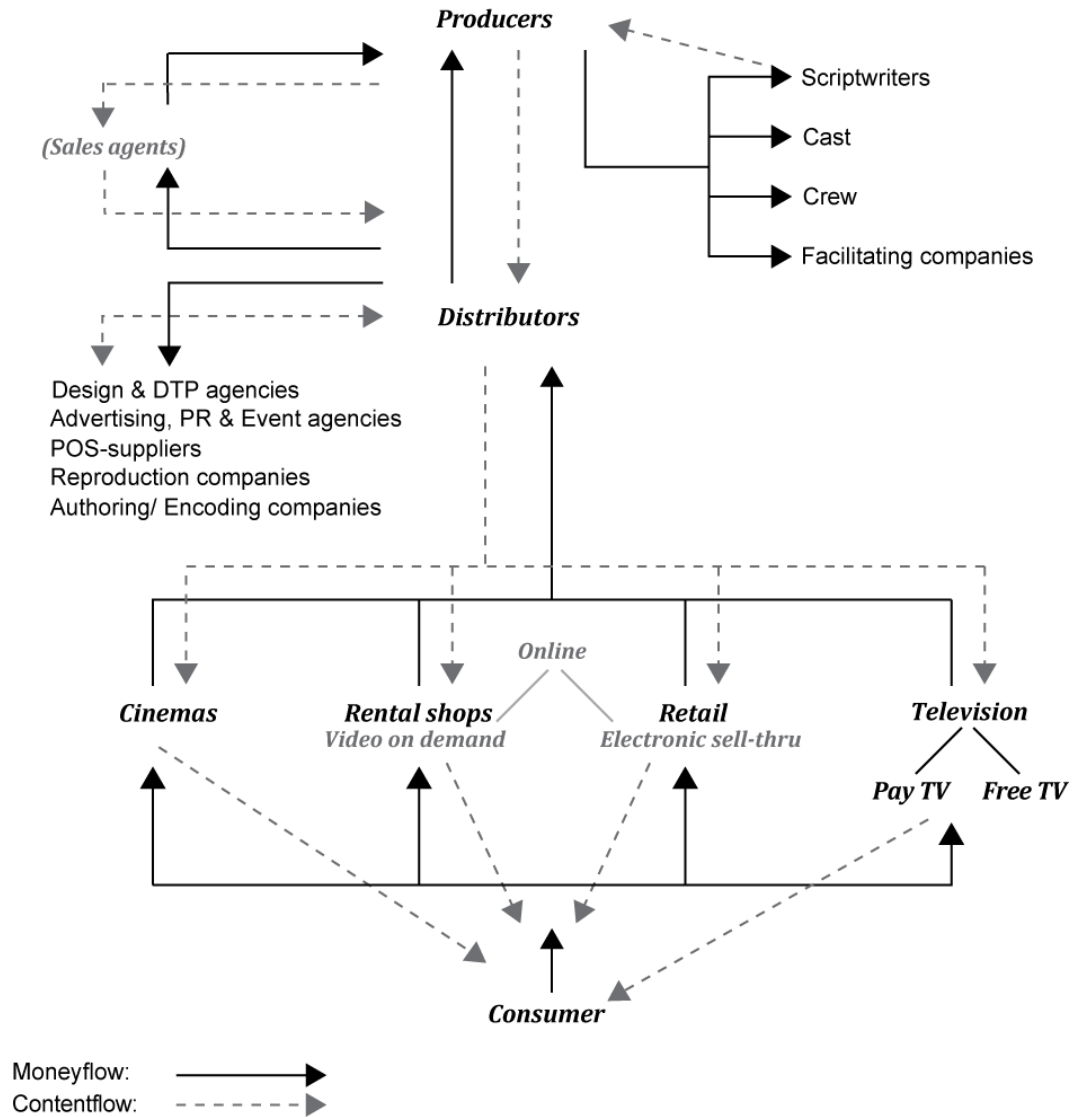 Producers
Scriptwriters
Cast
(Sales agents)
Crew
Facilitating companies
Distributors
Design & DTP agencies
Advertising, PR & Event agencies
POS-suppliers
Reproduction companies
Authoring/ Encoding companies
Online
Cinemas
Rental shops
Video on demand
Retail
Electronic sell-thru
Television
Pay TV
Free TV
Consumer
Moneyflow:
Contentflow: